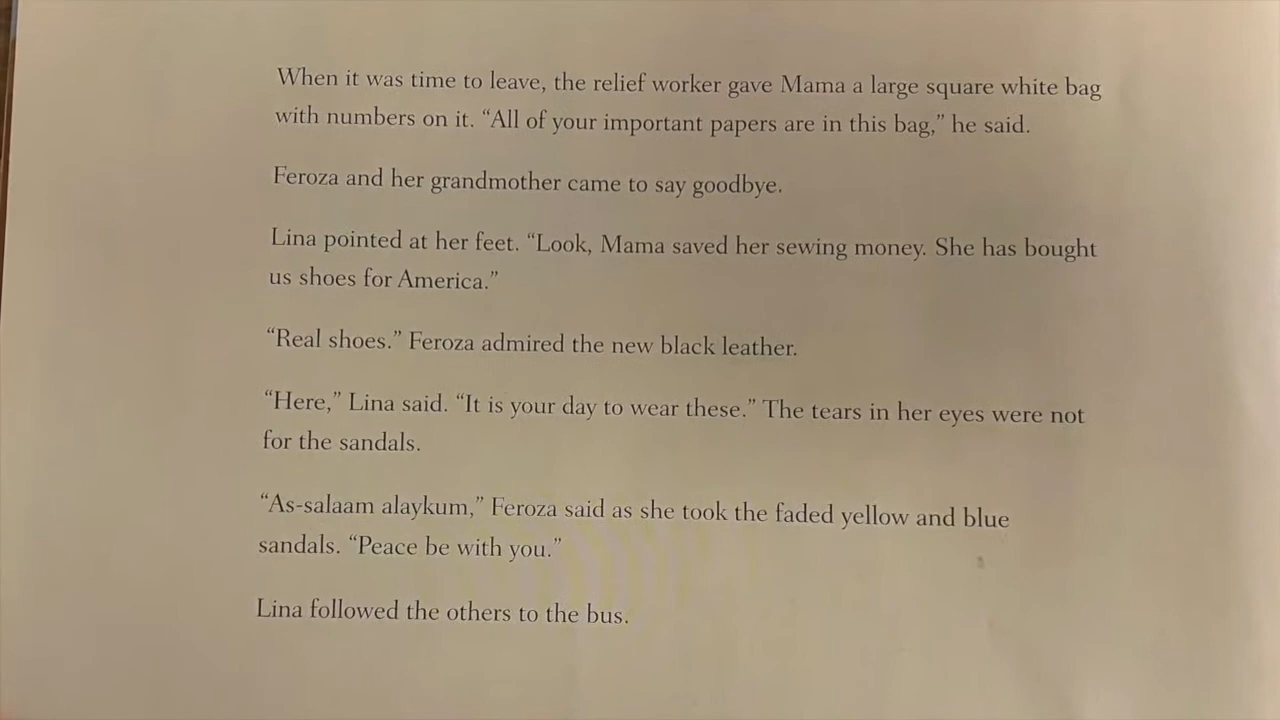 When it was time to leave, the relief worker gave Mama a large square white bag
with numbers on it. “All of your important papers are in this bag,” he said.
Feroza and her grandmother came to say goodbye.
Lina pointed at her feet. “Look, Mama saved her sewing money. She has bought
us shoes for America.”
“Real shoes.” Feroza admired the new black leather.
“Here,” Lina said. “It is your day to wear these.” The tears in her eyes were not
for the sandals.
“As-salaam alaykum,” Feroza said as she took the faded yellow and blue
sandals. “Peace be with you.”
Lina followed the others to the bus.